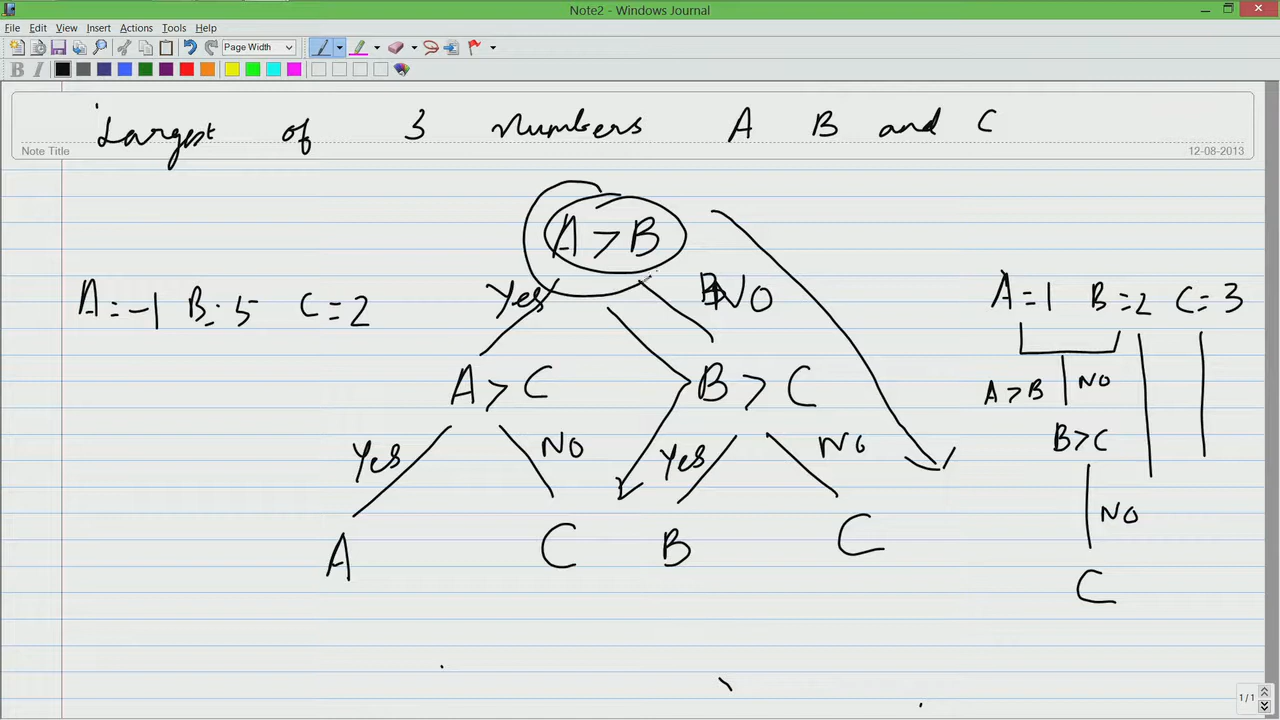 Note2 - Windows Journal
File Edit View Insert Actions Tools Help
Page Width
B I
Largest of 3 Numbers A B and C
Note Title
12-08-2013
A > B
Yes NO
A = -1 B = 5 C = 2
A = 1 B = 2 C = 3
A > C B > C
A > B NO
B > C
Yes NO Yes NO
NO
A C B C
C
1/1